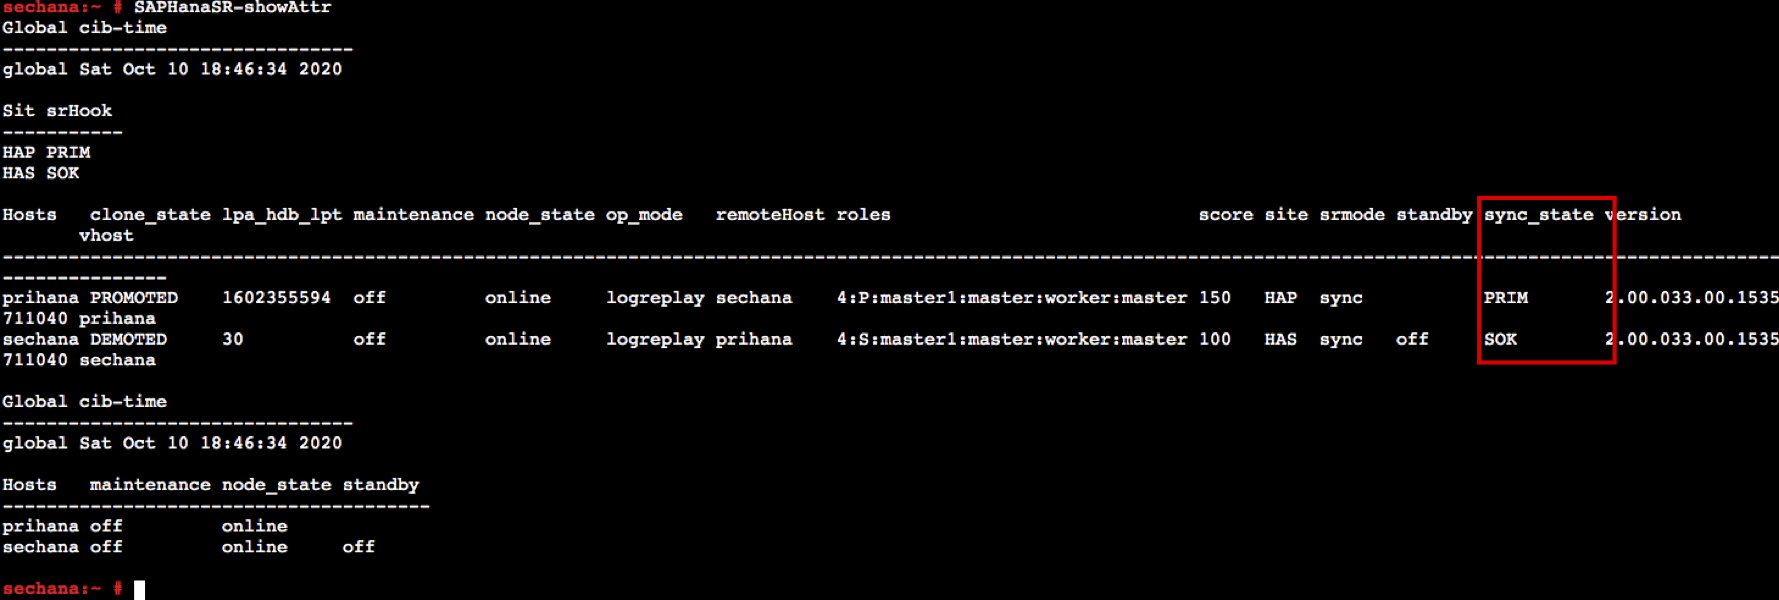 sechana:~ # SAPHanaSR-showAttr
Global cib-time
--------------------------------
global Sat Oct 10 18:46:34 2020
Sit srHook
-----------
HAP PRIM
HAS SOK
Hosts   clone_state lpa_hdb_lpt maintenance node_state op_mode   remoteHost roles                            score site srmode standby sync_state version
       vhost
------------------------------------------------------------------------------------------------------------------------------------------------------------------
---------------
prihana PROMOTED    1602355594  off         online     logreplay sechana    4:P:master1:master:worker:master 150   HAP  sync           PRIM       2.00.033.00.1535
711040 prihana
sechana DEMOTED     30          off         online     logreplay prihana    4:S:master1:master:worker:master 100   HAS  sync   off     SOK        2.00.033.00.1535
711040 sechana
Global cib-time
--------------------------------
global Sat Oct 10 18:46:34 2020
Hosts   maintenance node_state standby
---------------------------------------
prihana off         online
sechana off         online     off
sechana:~ #